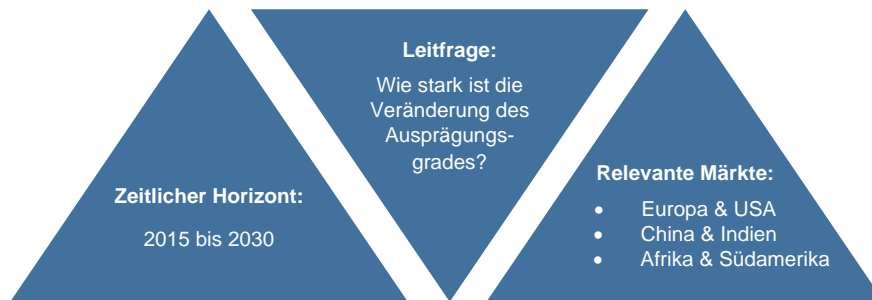 Zeitlicher Horizont:
2015 bis 2030
Leitfrage:
Wie stark ist die
Veränderung des
Ausprägungs-
grades?
Relevante Märkte:
• Europa & USA
• China & Indien
• Afrika & Südamerika